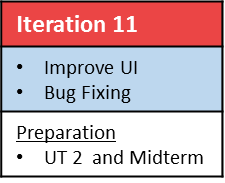 Iteration 11
• Improve UI
• Bug Fixing
Preparation
• UT 2 and Midterm